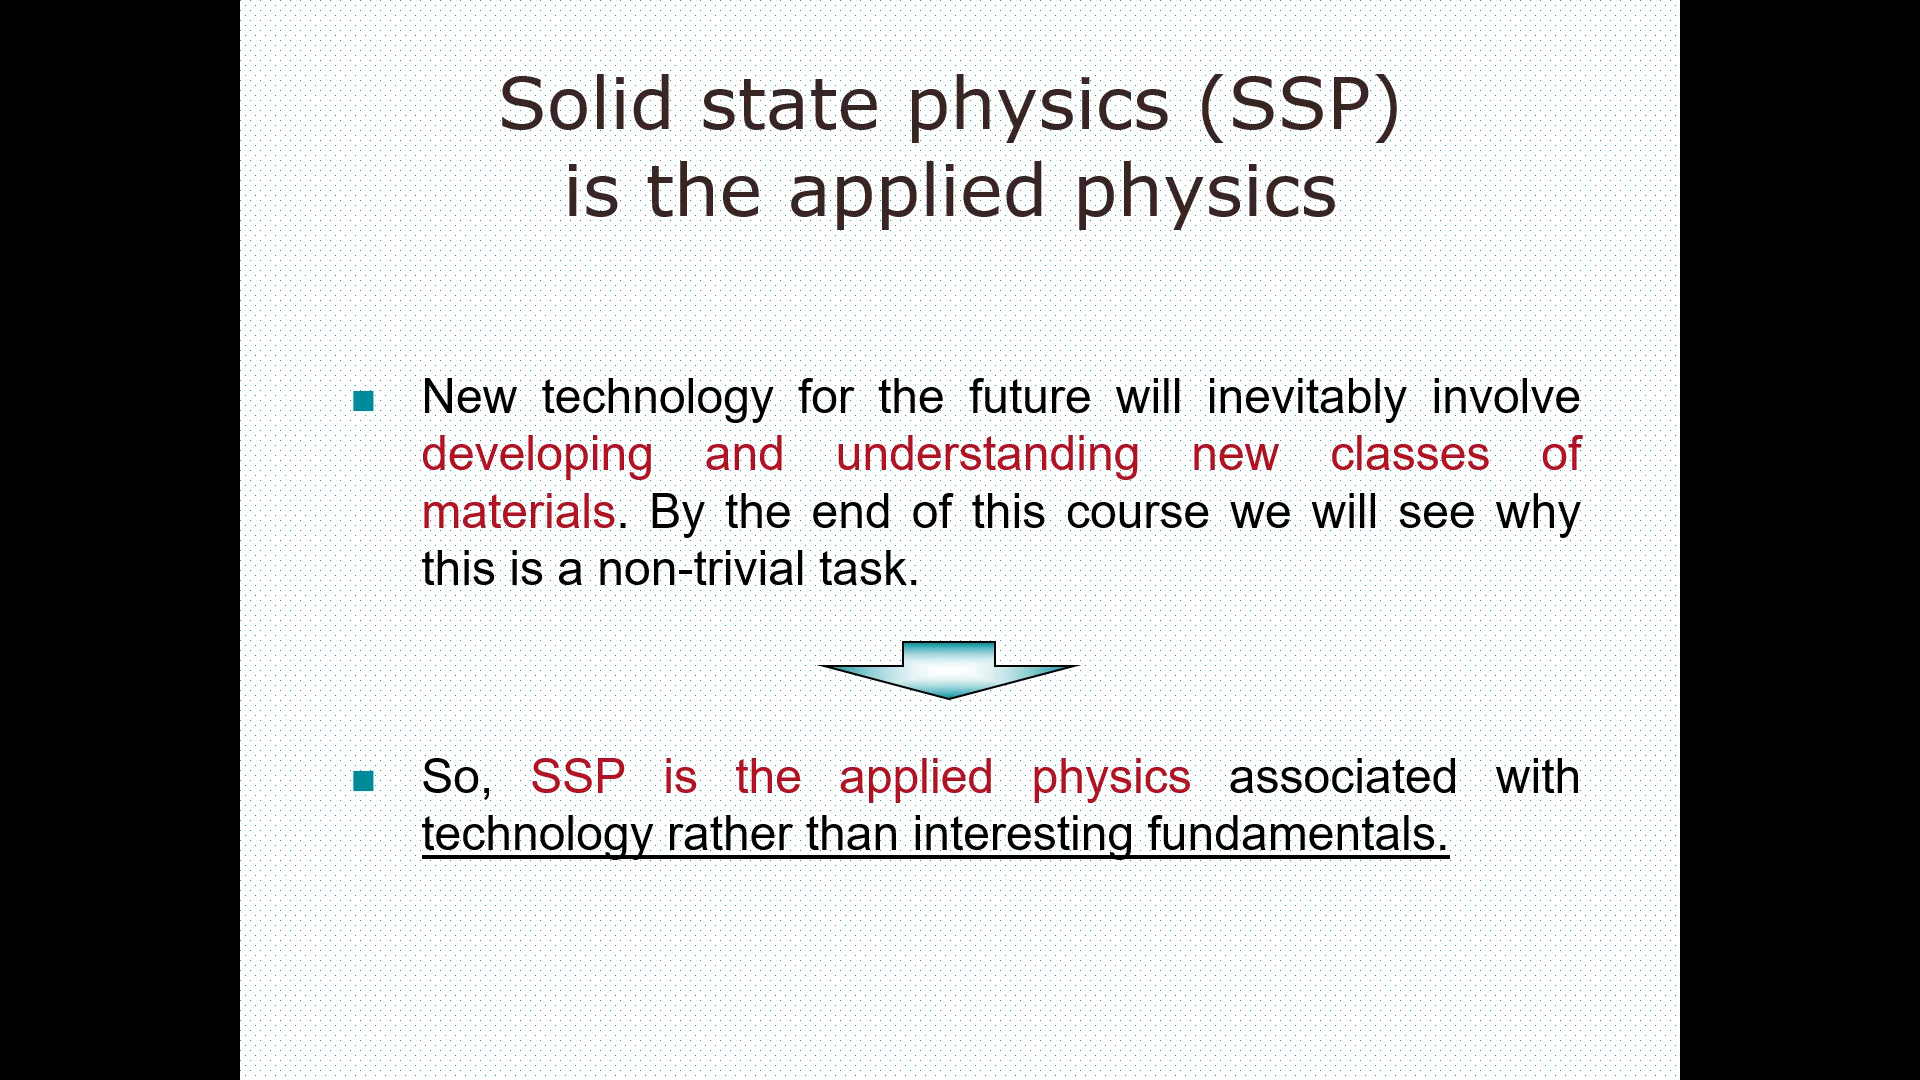 Solid state physics (SSP)
is the applied physics
New technology for the future will inevitably involve
developing and understanding new classes of
materials. By the end of this course we will see why
this is a non-trivial task.
So, SSP is the applied physics associated with
technology rather than interesting fundamentals.